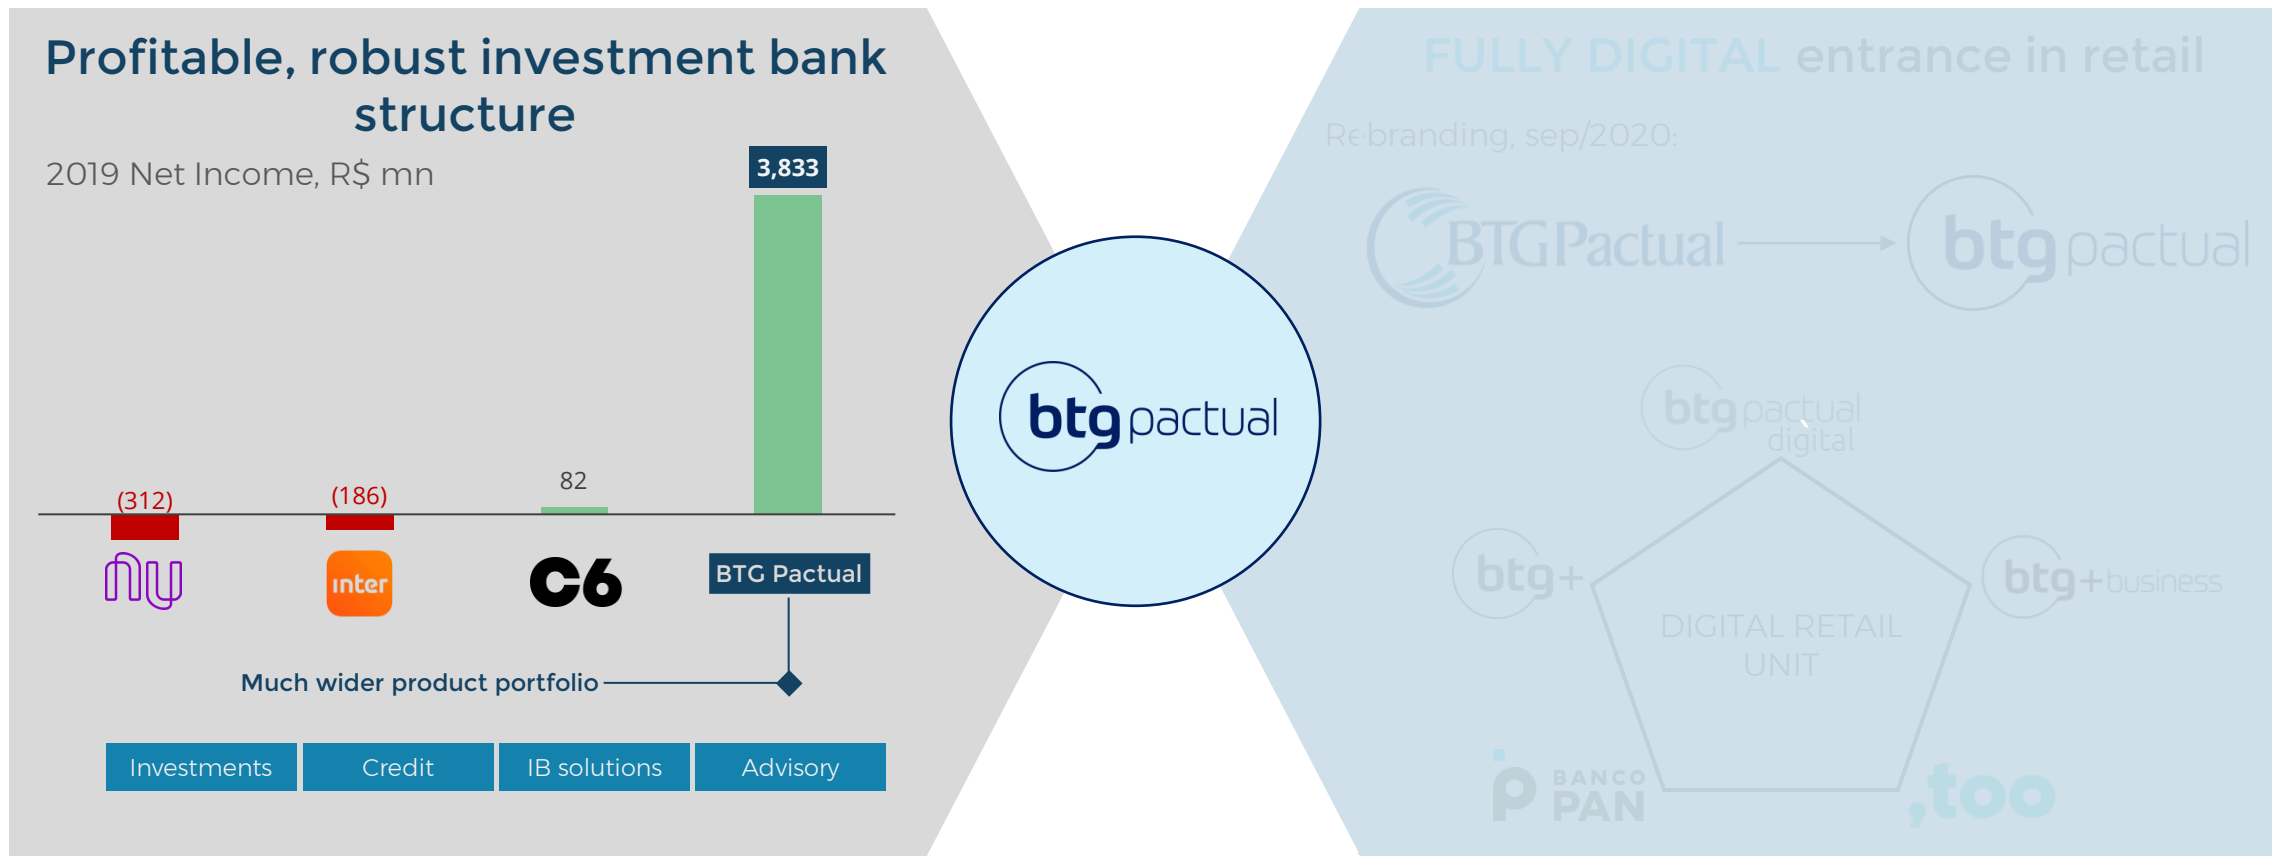 Profitable, robust investment bank
structure
2019 Net Income, R$ mn
3,833
(312)
(186)
82
nu
inter
C6
BTG Pactual
Much wider product portfolio
Investments
Credit
IB solutions
Advisory
btg pactual
FULLY DIGITAL entrance in retail
Rebranding, sep/2020:
BTGPactual
btg pactual
btg pactual
digital
btg+
btg+business
DIGITAL RETAIL
UNIT
BANCO
PAN
,too